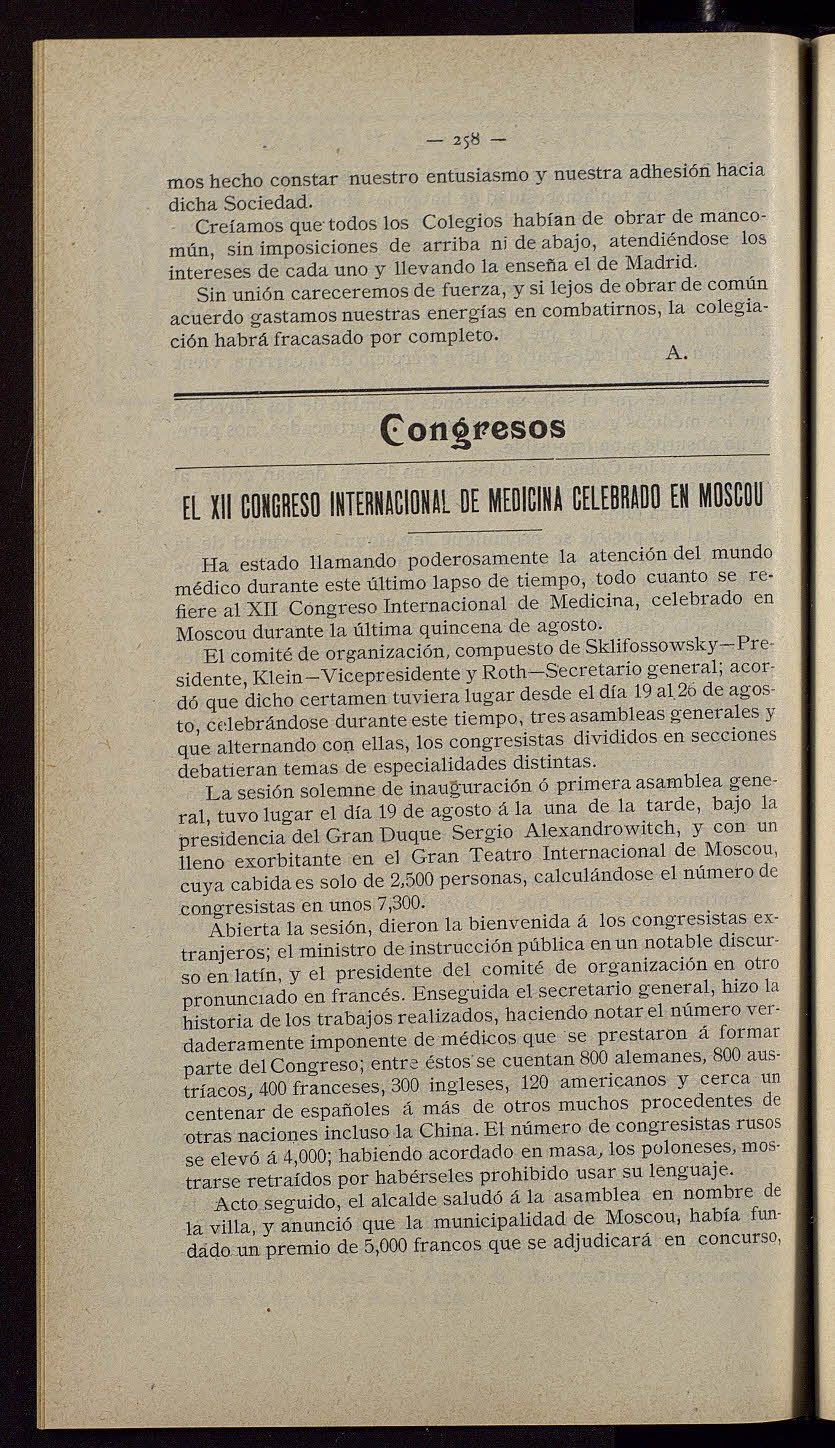 — 258 —
mos hecho constar nuestro entusiasmo y nuestra adhesión hacia
dicha Sociedad.
Creíamos que todos los Colegios habían de obrar de manco-
mún, sin imposiciones de arriba ni de abajo, atendiéndose los
intereses de cada uno y llevando la enseña el de Madrid.
Sin unión careceremos de fuerza, y si lejos de obrar de común
acuerdo gastamos nuestras energías en combatirnos, la colegia-
ción habrá fracasado por completo.
A.
Congresos
EL XII CONGRESO INTERNACIONAL DE MEDICINA CELEBRADO EN MOSCOU
Ha estado llamando poderosamente la atención del mundo
médico durante este último lapso de tiempo, todo cuanto se re-
fiere al XII Congreso Internacional de Medicina, celebrado en
Moscou durante la última quincena de agosto.
El comité de organización, compuesto de Sklifossowsky—Pre-
sidente, Klein—Vicepresidente y Roth—Secretario general; acor-
dó que dicho certamen tuviera lugar desde el día 19 al 26 de agos-
to, celebrándose durante este tiempo, tres asambleas generales y
que alternando con ellas, los congresistas divididos en secciones
debatieran temas de especialidades distintas.
La sesión solemne de inauguración ó primera asamblea gene-
ral, tuvo lugar el día 19 de agosto á la una de la tarde, bajo la
presidencia del Gran Duque Sergio Alexandrowitch, y con un
lleno exorbitante en el Gran Teatro Internacional de Moscou,
cuya cabida es solo de 2,500 personas, calculándose el número de
congresistas en unos 7,300.
Abierta la sesión, dieron la bienvenida á los congresistas ex-
tranjeros; el ministro de instrucción pública en un notable discur-
so en latín, y el presidente del comité de organización en otro
pronunciado en francés. Enseguida el secretario general, hizo la
historia de los trabajos realizados, haciendo notar el número ver-
daderamente imponente de médicos que se prestaron á formar
parte del Congreso; entre éstos se cuentan 800 alemanes, 800 aus-
tríacos, 400 franceses, 300 ingleses, 120 americanos y cerca un
centenar de españoles á más de otros muchos procedentes de
otras naciones incluso la China. El número de congresistas rusos
se elevó á 4,000; habiendo acordado en masa, los poloneses, mos-
trarse retraídos por habérseles prohibido usar su lenguaje.
Acto seguido, el alcalde saludó á la asamblea en nombre de
la villa, y anunció que la municipalidad de Moscou, había fun-
dado un premio de 5,000 francos que se adjudicará en concurso,